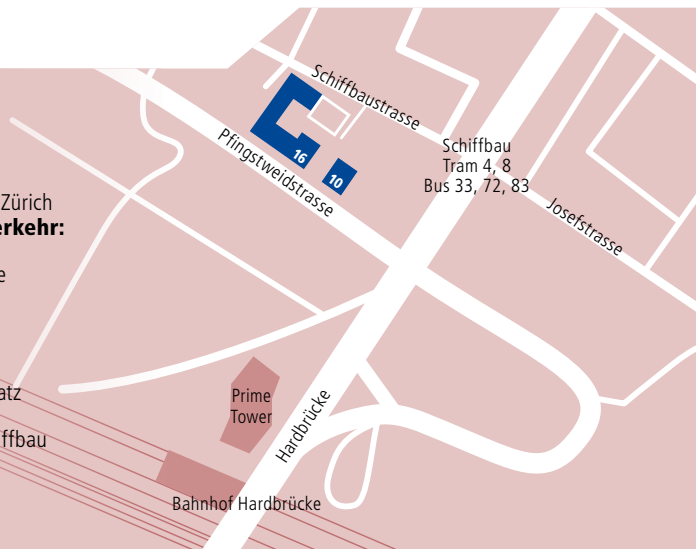 Schiffbaustrasse
Pfingstweidstrasse
16
10
Schiffbau
Tram 4, 8
Bus 33, 72, 83
Josefstrasse
Zürich
erkehr:
e
atz
ffbau
Prime
Tower
Hardbrücke
Bahnhof Hardbrücke